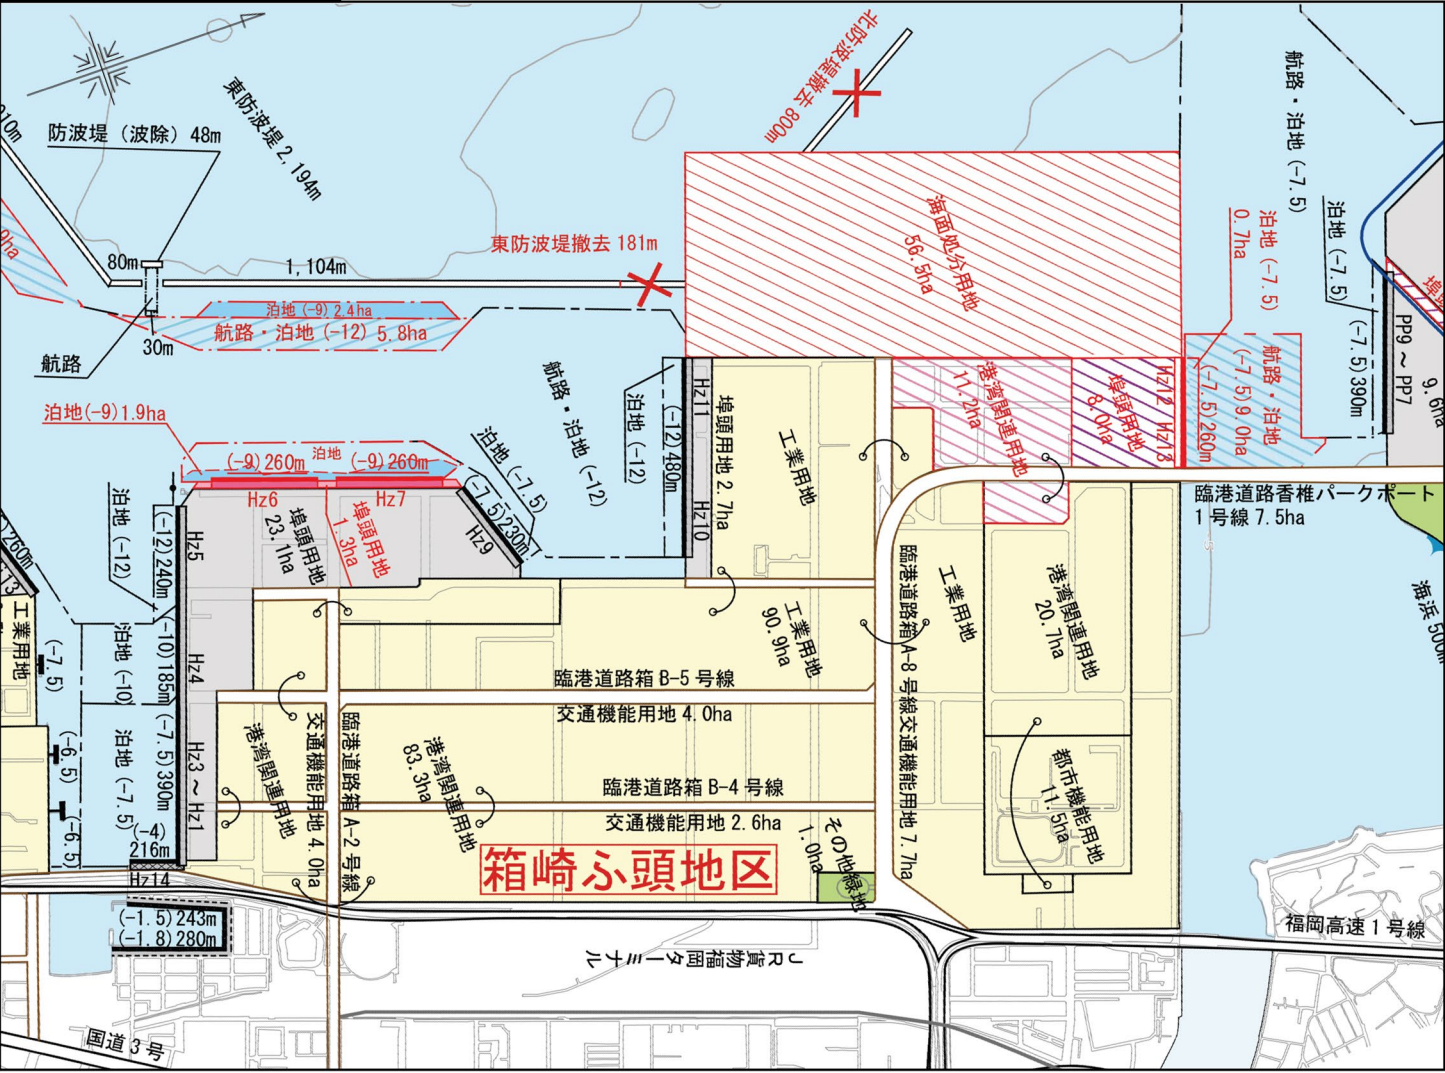 北防波堤撤去 800m
航路・泊地 (-7.5)
東防波堤 2,194m
防波堤（波除）48m
210m
海面処分用地
56.5ha
泊地 (-7.5)
0.7ha
泊地 (-7.5)
東防波堤撤去 181m
80m
1,104m
泊地 (-9) 2.4ha
航路・泊地 (-12) 5.8ha
30m
航路
航路・泊地
(-7.5) 9.0ha
(-7.5) 260m
(-7.5) 390m
PP9 ～ PP7
9.6ha
Hz12 Hz13
埠頭用地
8.0ha
港湾関連用地
11.2ha
航路・泊地 (-12)
泊地 (-12)
(-12) 480m
Hz11
Hz10
埠頭用地 2.7ha
工業用地
泊地(-9)1.9ha
(-9) 260m
泊地
(-9) 260m
Hz6
Hz7
泊地 (-7.5)
(-7.5) 230m
Hz9
埠頭用地
23.1ha
埠頭用地
1.3ha
泊地 (-12)
(-12) 240m
Hz5
260m
臨港道路香椎パークポート
1 号線 7.5ha
海浜 500m
工業用地
(-7.5)
泊地 (-10)
(-10) 185m
Hz4
工業用地
90.9ha
臨港道路箱 A-8 号線
交通機能用地 7.7ha
工業用地
港湾関連用地
20.7ha
臨港道路箱 B-5 号線
交通機能用地 4.0ha
(-6.5)
泊地 (-7.5)
(-7.5) 390m
Hz3 ～ Hz1
港湾関連用地
交通機能用地 4.0ha
臨港道路箱 A-2 号線
港湾関連用地
83.3ha
臨港道路箱 B-4 号線
交通機能用地 2.6ha
都市機能用地
11.5ha
(-6.5)
(-4)
216m
Hz14
箱崎ふ頭地区
その他緑地
1.0ha
(-1.5) 243m
(-1.8) 280m
福岡高速 1 号線
ＪＲ貨物福岡ターミナル
国道 3 号